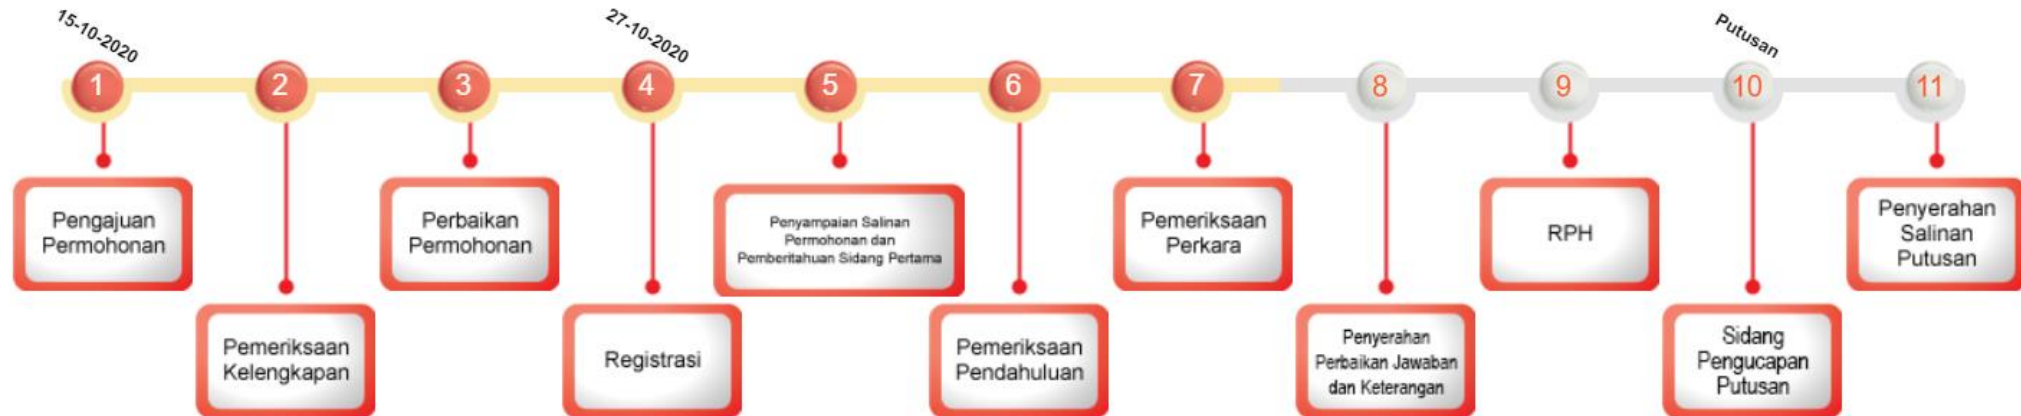 15-10-2020
27-10-2020
Putusan
1
2
3
4
5
6
7
8
9
10
11
Pengajuan
Permohonan
Pemeriksaan
Kelengkapan
Perbaikan
Permohonan
Registrasi
Penyampaian Salinan
Permohonan dan
Pemberitahuan Sidang Pertama
Pemeriksaan
Pendahuluan
Pemeriksaan
Perkara
Penyerahan
Perbaikan Jawaban
dan Keterangan
RPH
Sidang
Pengucapan
Putusan
Penyerahan
Salinan
Putusan